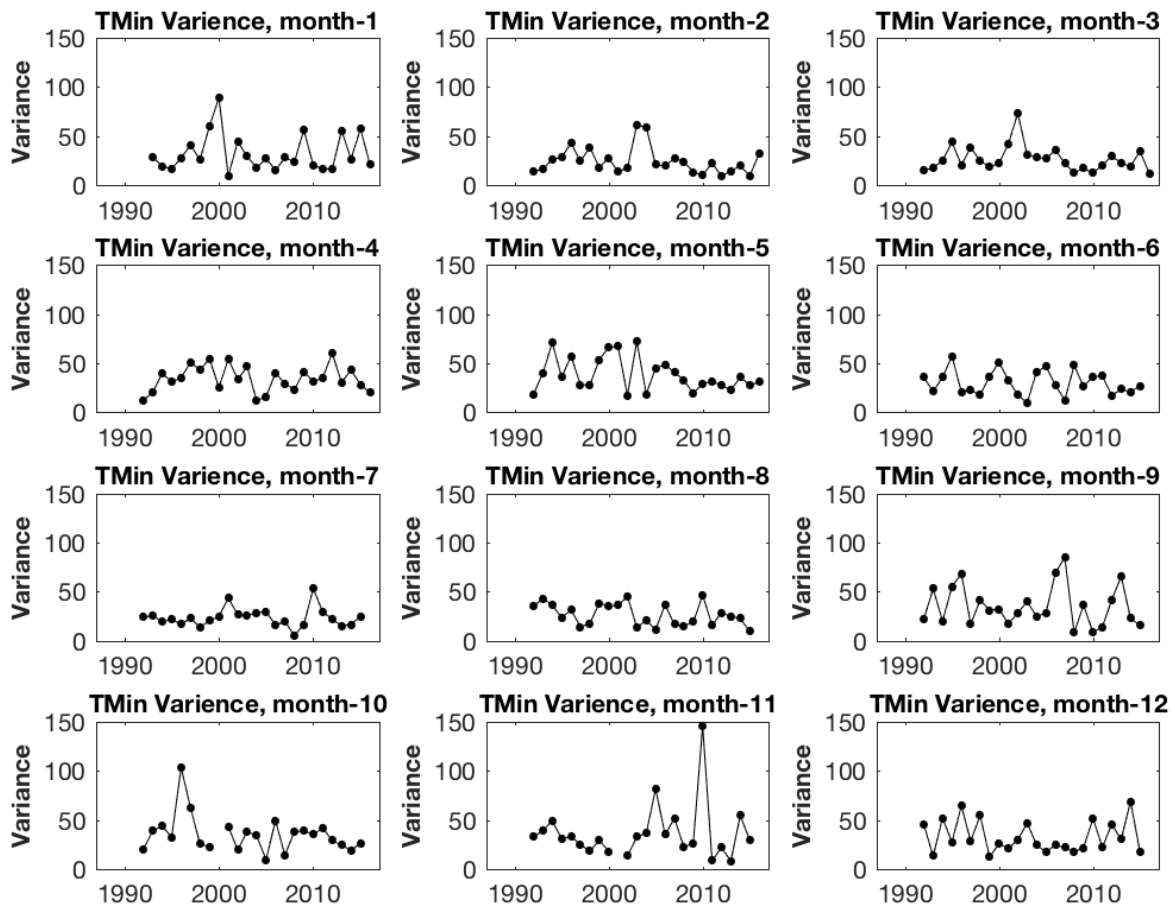 TMin Varience, month-1
150
100
50
0
Variance
1990 2000 2010
TMin Varience, month-2
150
100
50
0
Variance
1990 2000 2010
TMin Varience, month-3
150
100
50
0
Variance
1990 2000 2010
TMin Varience, month-4
150
100
50
0
Variance
1990 2000 2010
TMin Varience, month-5
150
100
50
0
Variance
1990 2000 2010
TMin Varience, month-6
150
100
50
0
Variance
1990 2000 2010
TMin Varience, month-7
150
100
50
0
Variance
1990 2000 2010
TMin Varience, month-8
150
100
50
0
Variance
1990 2000 2010
TMin Varience, month-9
150
100
50
0
Variance
1990 2000 2010
TMin Varience, month-10
150
100
50
0
Variance
1990 2000 2010
TMin Varience, month-11
150
100
50
0
Variance
1990 2000 2010
TMin Varience, month-12
150
100
50
0
Variance
1990 2000 2010